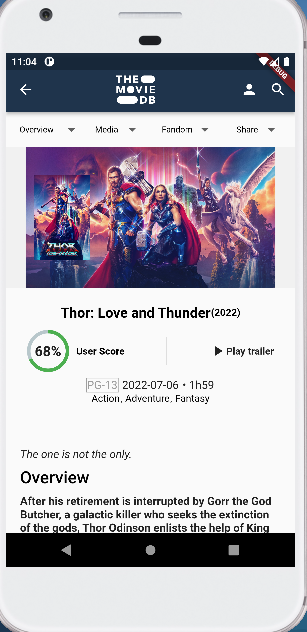 11:04
DEBUG
THE
MOVIE
DB
Overview Media Fandom Share
THOR
Thor: Love and Thunder(2022)
68% User Score Play trailer
PG-13 2022-07-06 • 1h59
Action, Adventure, Fantasy
The one is not the only.
Overview
After his retirement is interrupted by Gorr the God
Butcher, a galactic killer who seeks the extinction
of the gods, Thor Odinson enlists the help of King